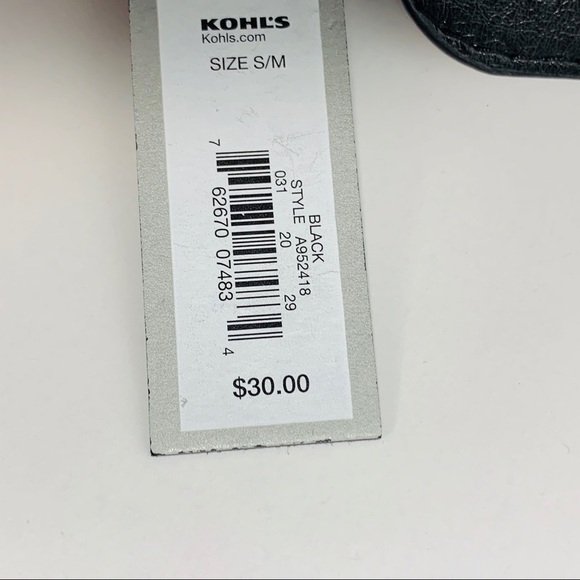 KOHL'S
Kohls.com
SIZE S/M
BLACK
STYLE A952418
031 20 29
7 62670 07483 4
$30.00